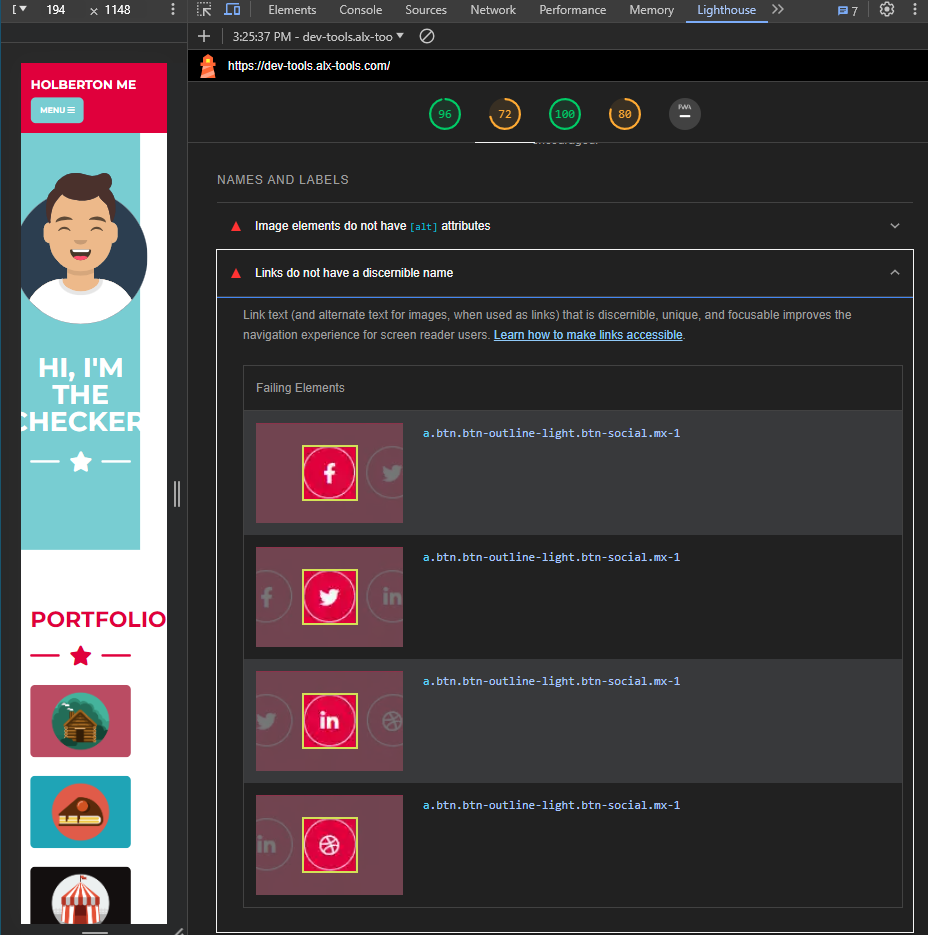 194 × 1148
Elements Console Sources Network Performance Memory Lighthouse 7
3:25:37 PM - dev-tools.alx-too
https://dev-tools.alx-tools.com/
96 72 100 80 PWA
NAMES AND LABELS
Image elements do not have [alt] attributes
Links do not have a discernible name
Link text (and alternate text for images, when used as links) that is discernible, unique, and focusable improves the
navigation experience for screen reader users. Learn how to make links accessible.
Failing Elements
a.btn.btn-outline-light.btn-social.mx-1
a.btn.btn-outline-light.btn-social.mx-1
a.btn.btn-outline-light.btn-social.mx-1
a.btn.btn-outline-light.btn-social.mx-1
HOLBERTON ME
MENU
HI, I'M
THE
CHECKER
PORTFOLIO